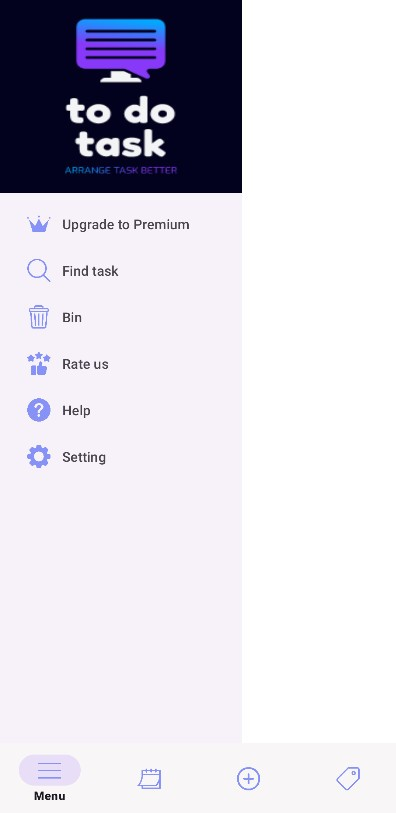 to do
task
ARRANGE TASK BETTER
Upgrade to Premium
Find task
Bin
Rate us
Help
Setting
Menu